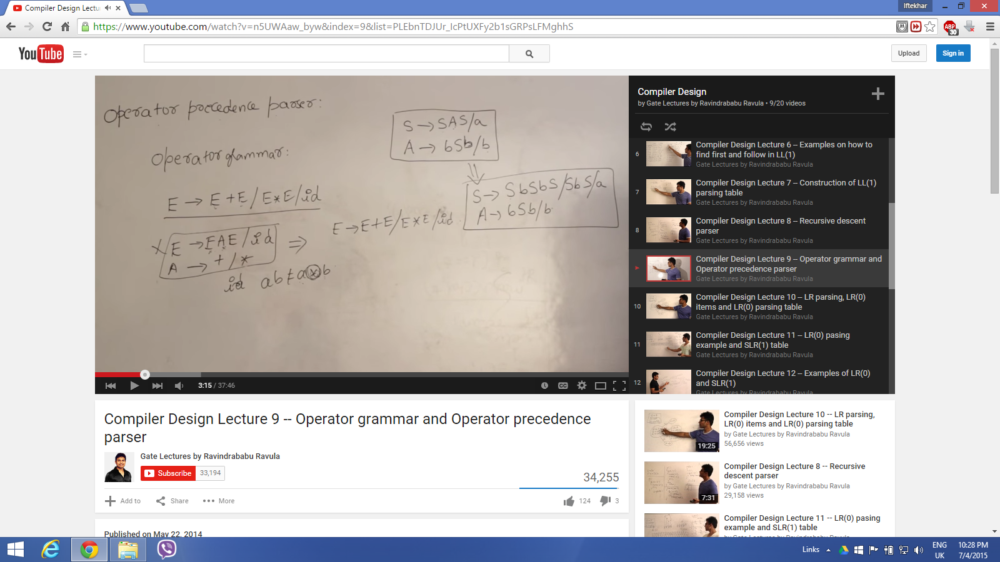 Compiler Design Lectu
Iftekhar
https://www.youtube.com/watch?v=n5UWAaw_byw&index=9&list=PLEbnTDJUr_IcPtUXFy2b1sGRPsLFMghhS
ABP
30
YouTube
Upload
Sign in
Operator precedence parser:
Operator grammar:
E → E + E / E * E / id
E → EAE / id ⇒
A → + / *
id ab ≠ a * b
E → E + E / E * E / id
S → SAS / a
A → bSb / b
S → SbSbS / SbS / a
A → bSb / b
3:15 / 37:46
CC
Compiler Design
by Gate Lectures by Ravindrababu Ravula • 9/20 videos
6
Compiler Design Lecture 6 – Examples on how to
find first and follow in LL(1)
Gate Lectures by Ravindrababu Ravula
7
Compiler Design Lecture 7 – Construction of LL(1)
parsing table
Gate Lectures by Ravindrababu Ravula
8
Compiler Design Lecture 8 – Recursive descent
parser
Gate Lectures by Ravindrababu Ravula
Compiler Design Lecture 9 – Operator grammar and
Operator precedence parser
Gate Lectures by Ravindrababu Ravula
10
Compiler Design Lecture 10 – LR parsing, LR(0)
items and LR(0) parsing table
Gate Lectures by Ravindrababu Ravula
11
Compiler Design Lecture 11 – LR(0) pasing
example and SLR(1) table
Gate Lectures by Ravindrababu Ravula
12
Compiler Design Lecture 12 – Examples of LR(0)
and SLR(1)
Gate Lectures by Ravindrababu Ravula
Compiler Design Lecture 9 -- Operator grammar and Operator precedence
parser
Gate Lectures by Ravindrababu Ravula
Subscribe 33,194
34,255
Add to Share More
124 3
Published on May 22, 2014
19:25
Compiler Design Lecture 10 -- LR parsing,
LR(0) items and LR(0) parsing table
by Gate Lectures by Ravindrababu Ravula
56,656 views
7:31
Compiler Design Lecture 8 -- Recursive
descent parser
by Gate Lectures by Ravindrababu Ravula
29,158 views
Compiler Design Lecture 11 -- LR(0) pasing
example and SLR(1) table
by Gate Lectures by Ravindrababu Ravula
Links
ENG
UK
10:28 PM
7/4/2015